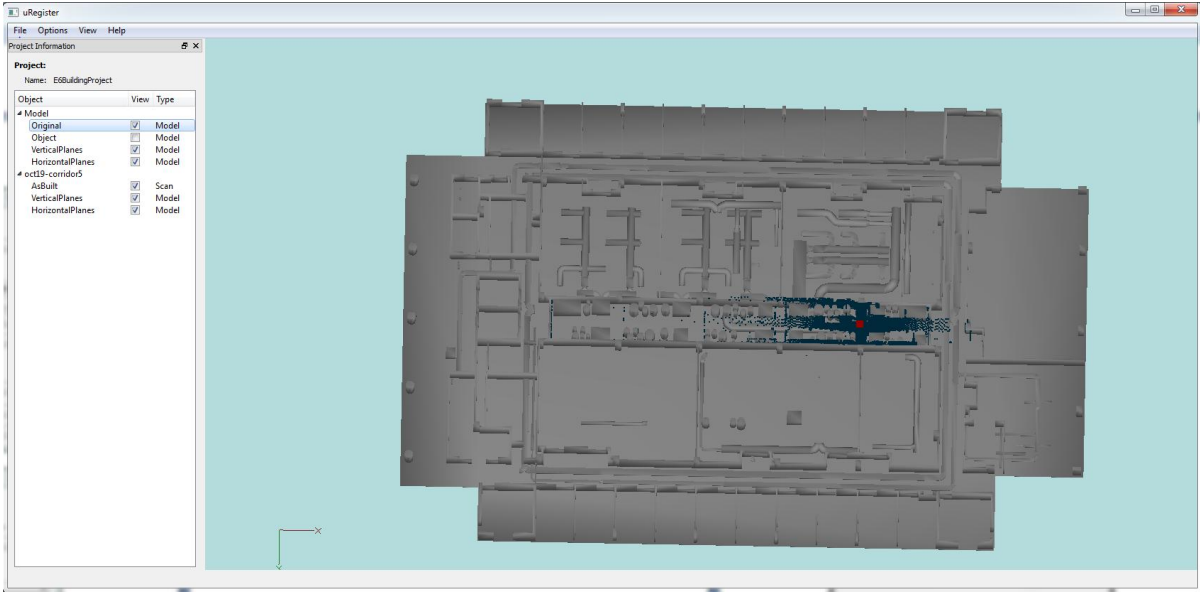 uRegister
File Options View Help
Project Information
Project:
Name: E6BuildingProject
Object View Type
Model
Original Model
Object Model
VerticalPlanes Model
HorizontalPlanes Model
oct19-corridor5
AsBuilt Scan
VerticalPlanes Model
HorizontalPlanes Model
X
Y